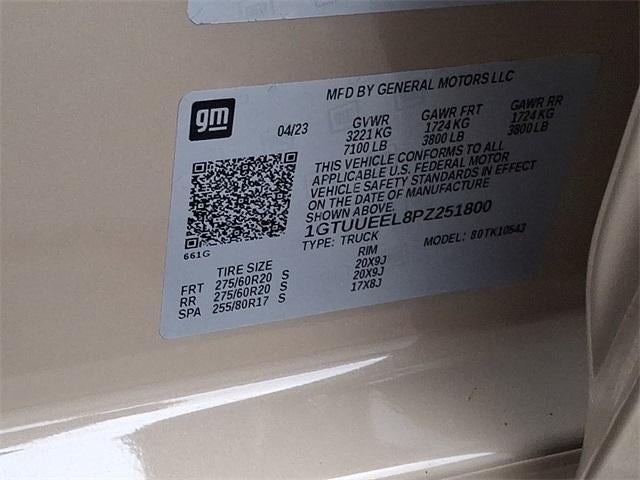 gm
MFD BY GENERAL MOTORS LLC
04/23 GVWR GAWR FRT GAWR RR
3221 KG 1724 KG 1724 KG
7100 LB 3800 LB 3800 LB
THIS VEHICLE CONFORMS TO ALL
APPLICABLE U.S. FEDERAL MOTOR
VEHICLE SAFETY STANDARDS IN EFFECT
ON THE DATE OF MANUFACTURE
SHOWN ABOVE.
1GTUUEEL8PZ251800
TYPE: TRUCK MODEL: 80TK10543
661G
TIRE SIZE RIM
FRT 275/60R20 S 20X9J
RR 275/60R20 S 20X9J
SPA 255/80R17 S 17X8J